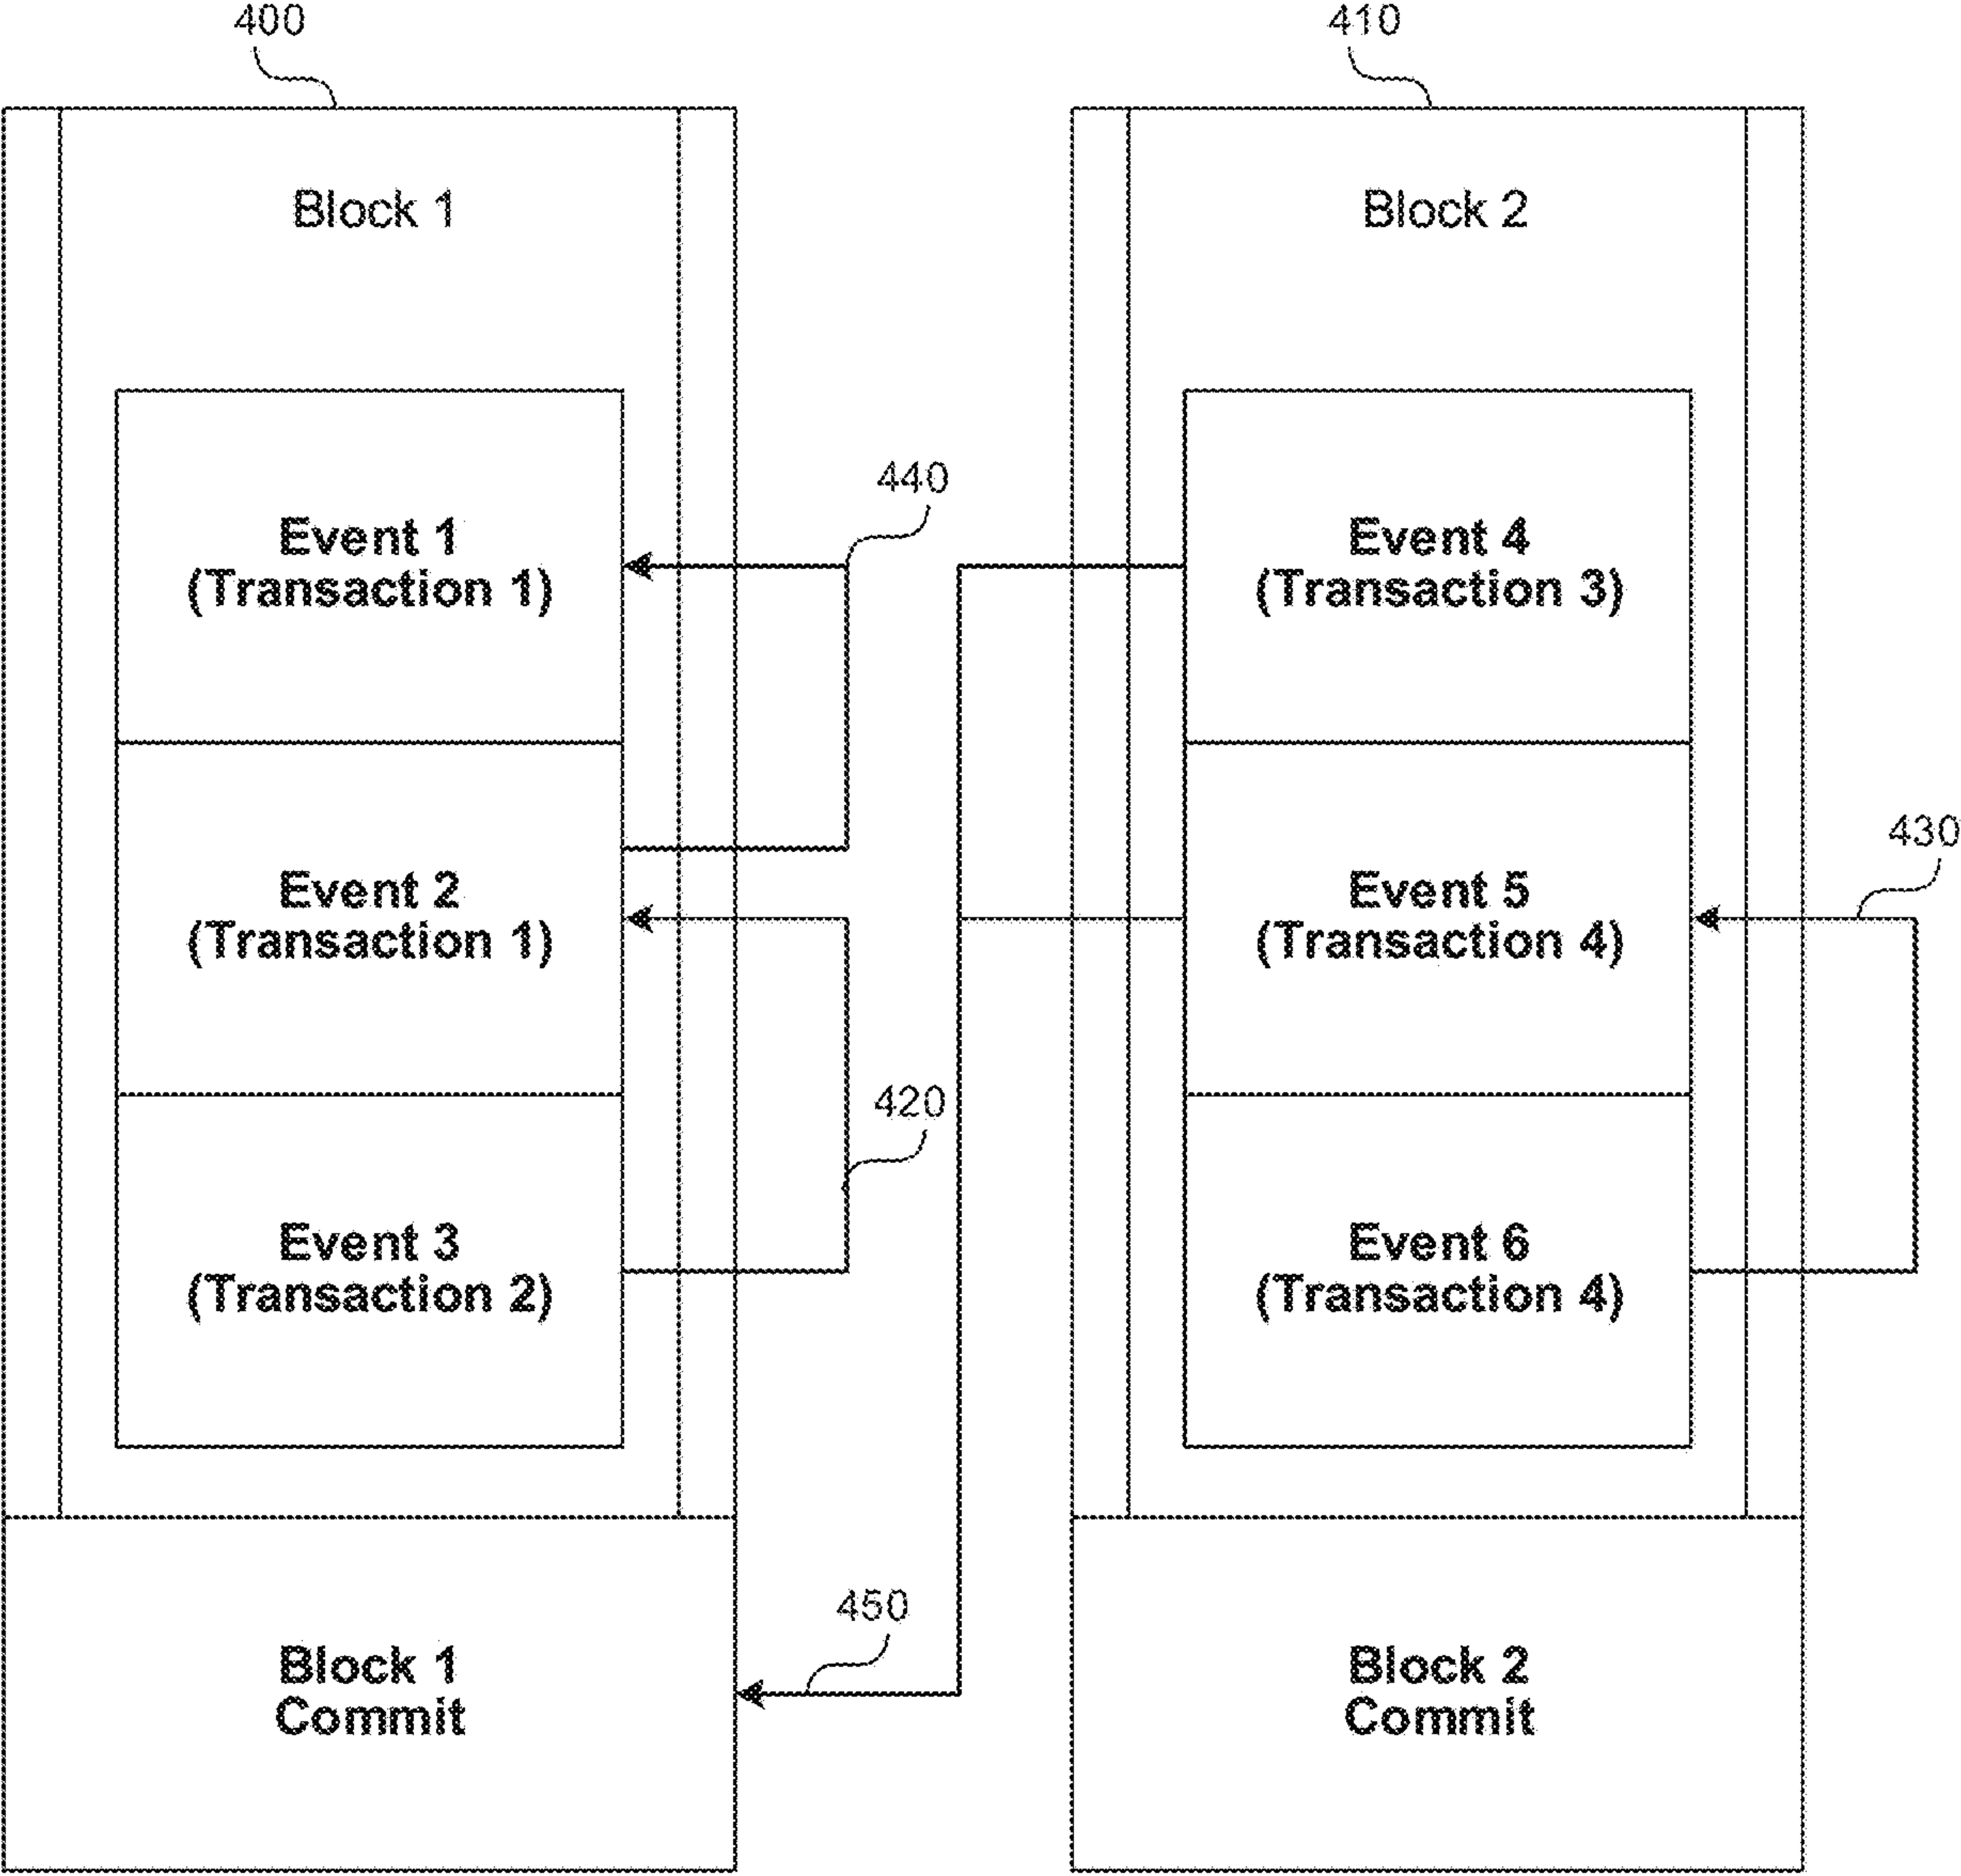 400
410
Block 1
Block 2
440
Event 1
(Transaction 1)
Event 4
(Transaction 3)
430
Event 2
(Transaction 1)
Event 5
(Transaction 4)
420
Event 3
(Transaction 2)
Event 6
(Transaction 4)
450
Block 1
Commit
Block 2
Commit